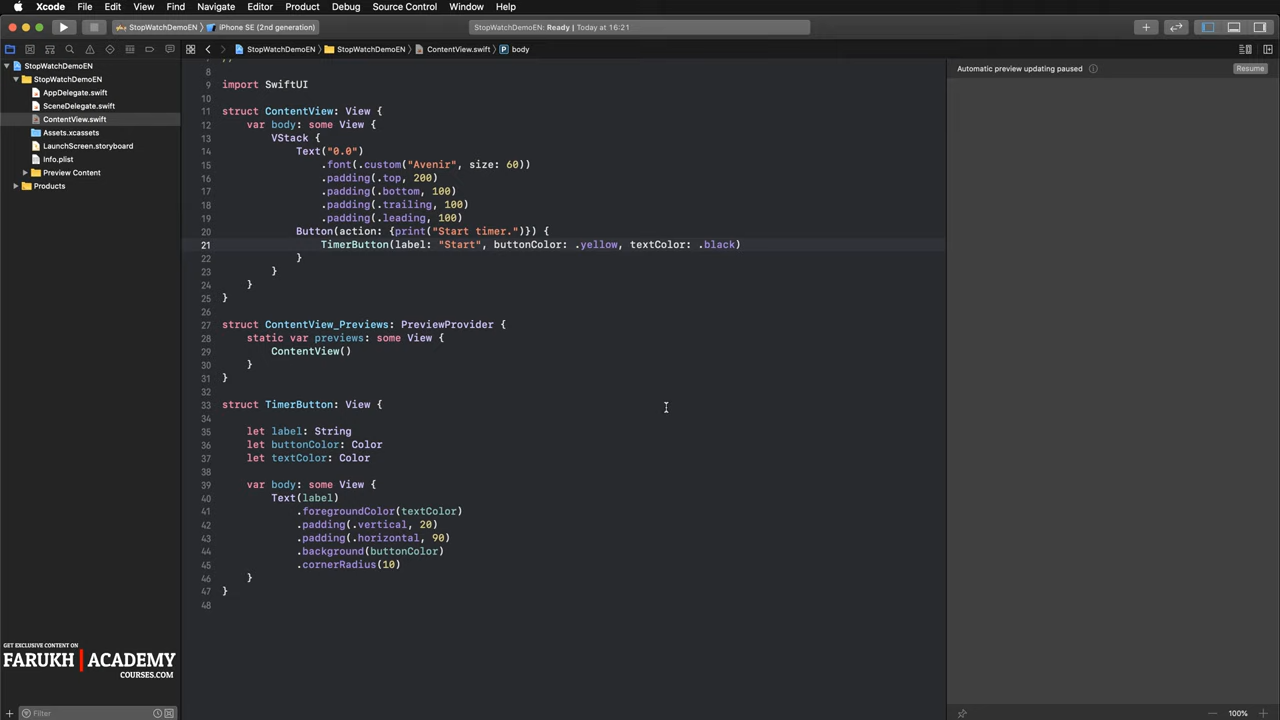 Xcode File Edit View Find Navigate Editor Product Debug Source Control Window Help
StopWatchDemoEN iPhone SE (2nd generation) StopWatchDemoEN: Ready | Today at 16:21
StopWatchDemoEN StopWatchDemoEN ContentView.swift body
StopWatchDemoEN
StopWatchDemoEN
AppDelegate.swift
SceneDelegate.swift
ContentView.swift
Assets.xcassets
LaunchScreen.storyboard
Info.plist
Preview Content
Products
8
9 import SwiftUI
10
11 struct ContentView: View {
12 var body: some View {
13 VStack {
14 Text("0.0")
15 .font(.custom("Avenir", size: 60))
16 .padding(.top, 200)
17 .padding(.bottom, 100)
18 .padding(.trailing, 100)
19 .padding(.leading, 100)
20 Button(action: {print("Start timer.")}) {
21 TimerButton(label: "Start", buttonColor: .yellow, textColor: .black)
22 }
23 }
24 }
25 }
26
27 struct ContentView_Previews: PreviewProvider {
28 static var previews: some View {
29 ContentView()
30 }
31 }
32
33 struct TimerButton: View {
34
35 let label: String
36 let buttonColor: Color
37 let textColor: Color
38
39 var body: some View {
40 Text(label)
41 .foregroundColor(textColor)
42 .padding(.vertical, 20)
43 .padding(.horizontal, 90)
44 .background(buttonColor)
45 .cornerRadius(10)
46 }
47 }
48
Automatic preview updating paused Resume
GET EXCLUSIVE CONTENT ON
FARUKH | ACADEMY
COURSES.COM
Filter
100%